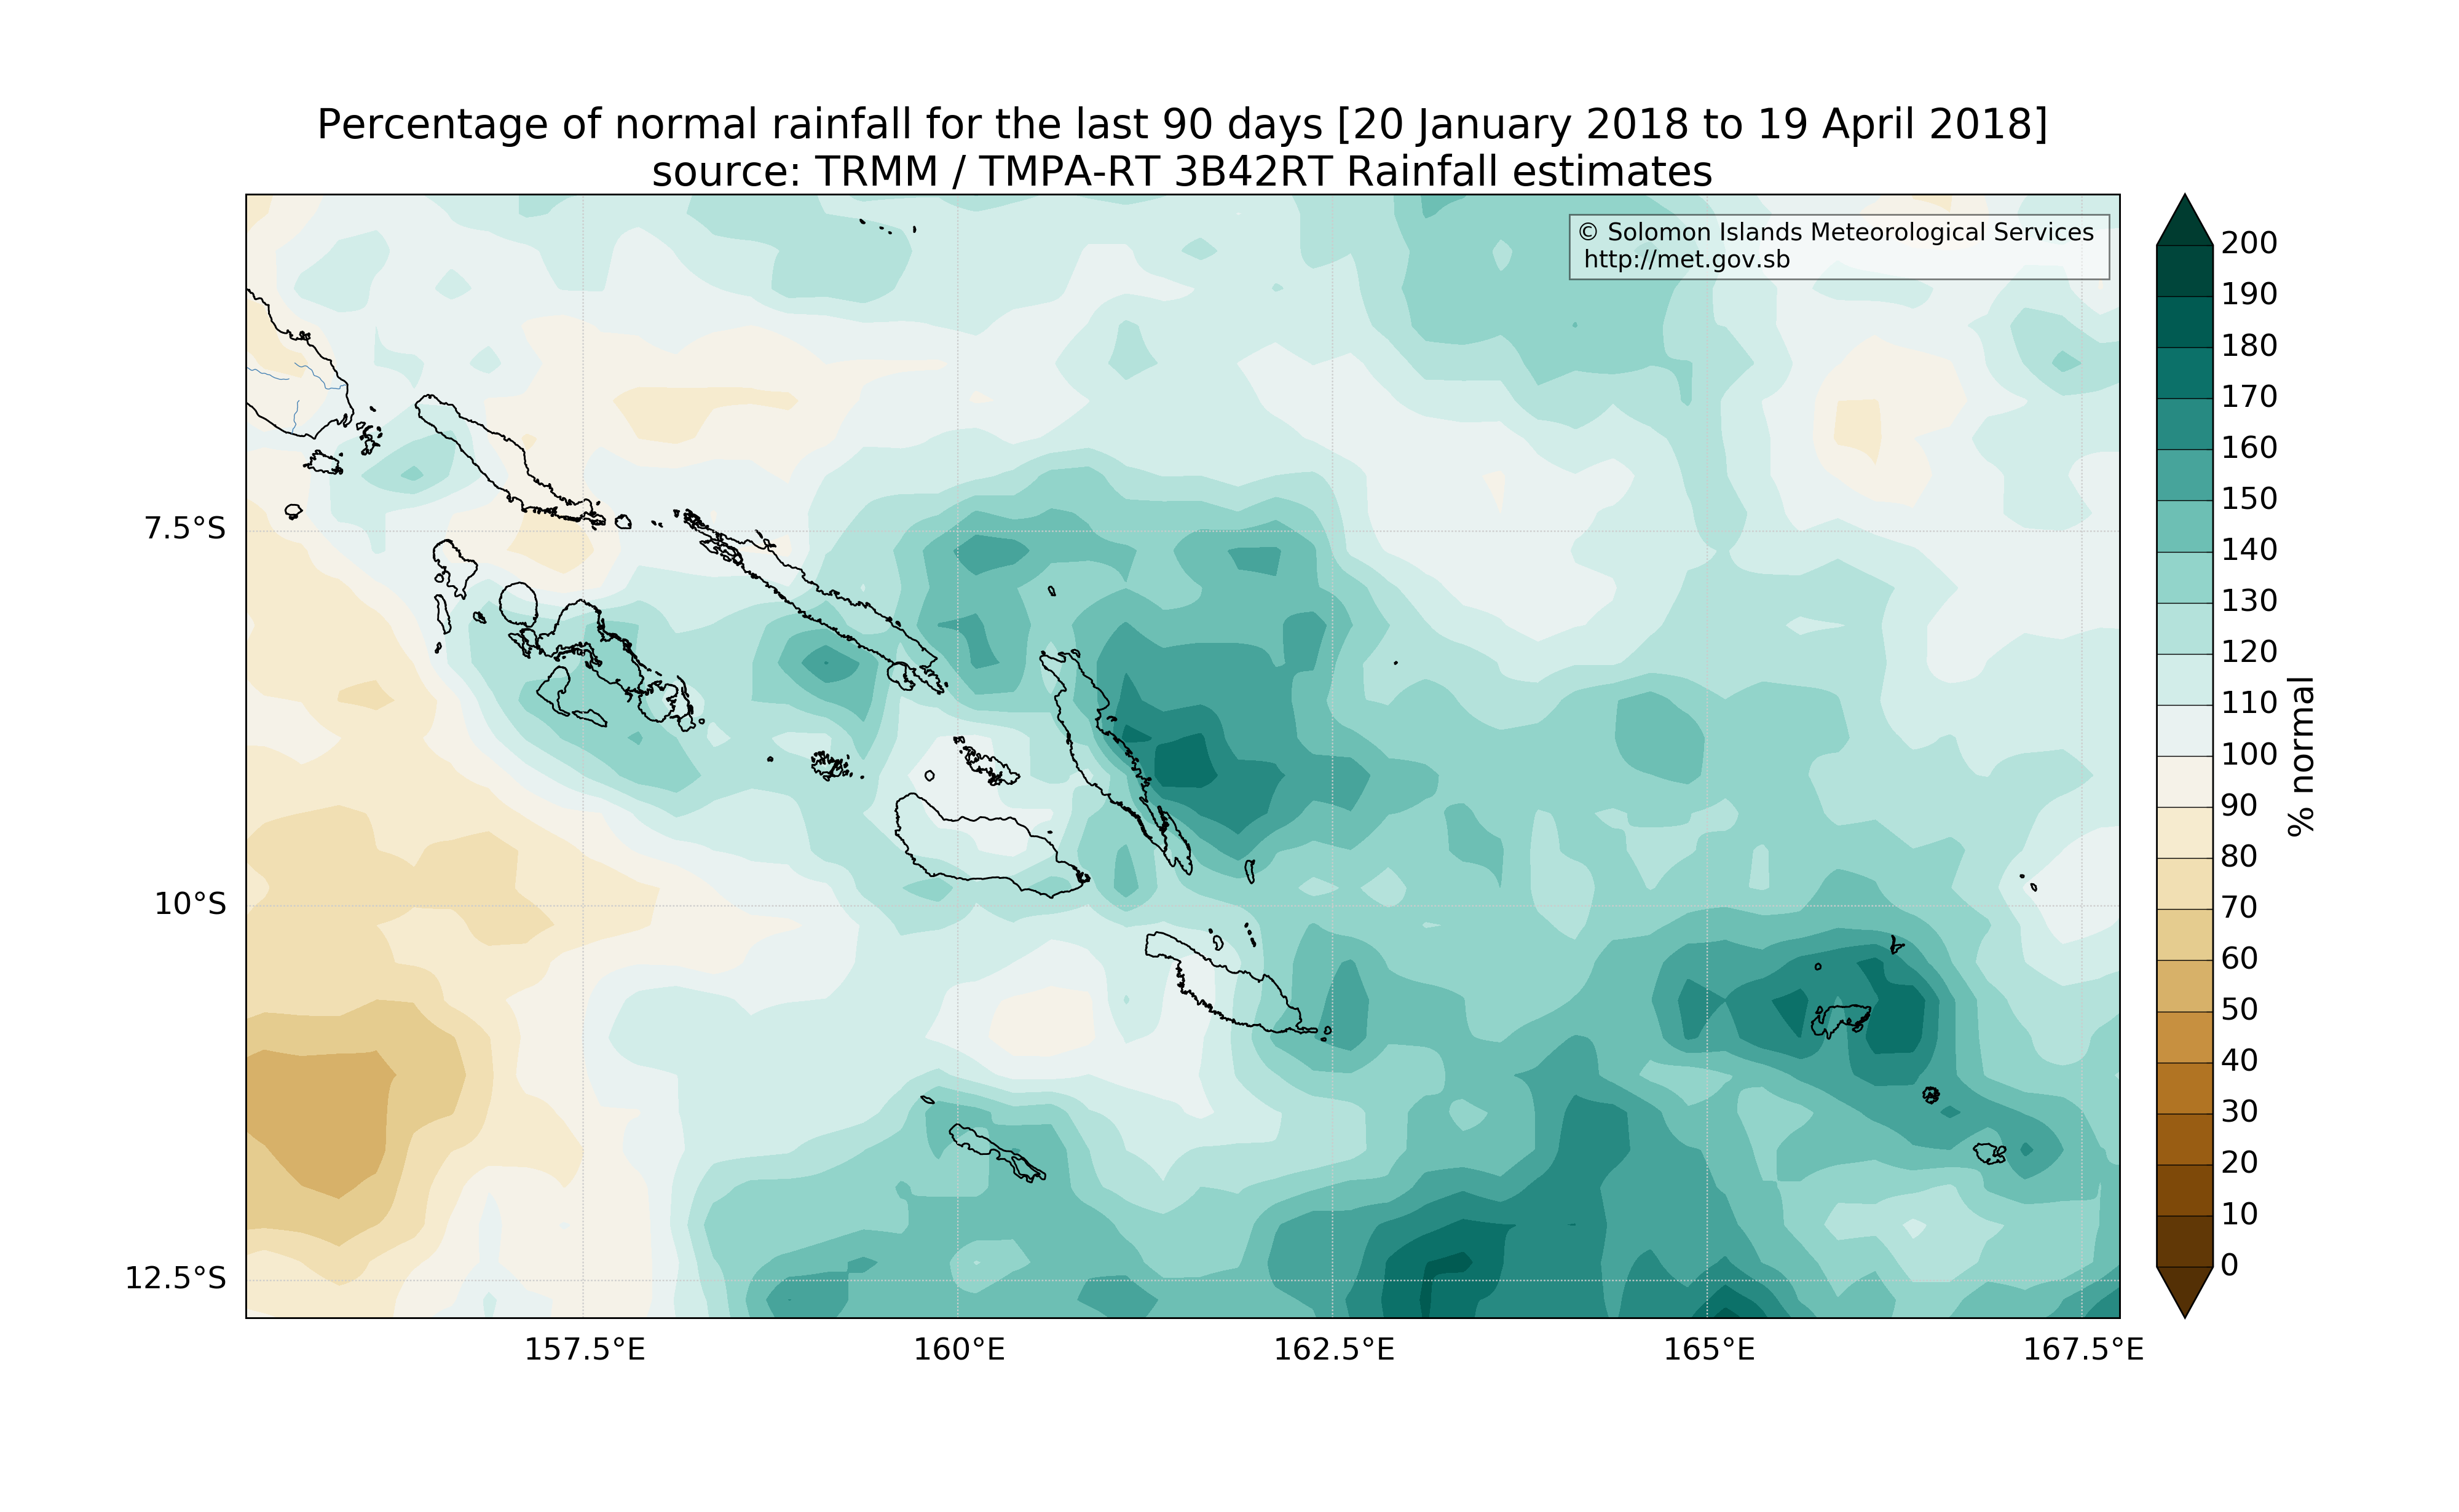 Percentage of normal rainfall for the last 90 days [20 January 2018 to 19 April 2018]
source: TRMM / TMPA-RT 3B42RT Rainfall estimates
© Solomon Islands Meteorological Services
http://met.gov.sb
7.5°S
10°S
12.5°S
157.5°E
160°E
162.5°E
165°E
167.5°E
200
190
180
170
160
150
140
130
120
110
100
90
80
70
60
50
40
30
20
10
0
% normal